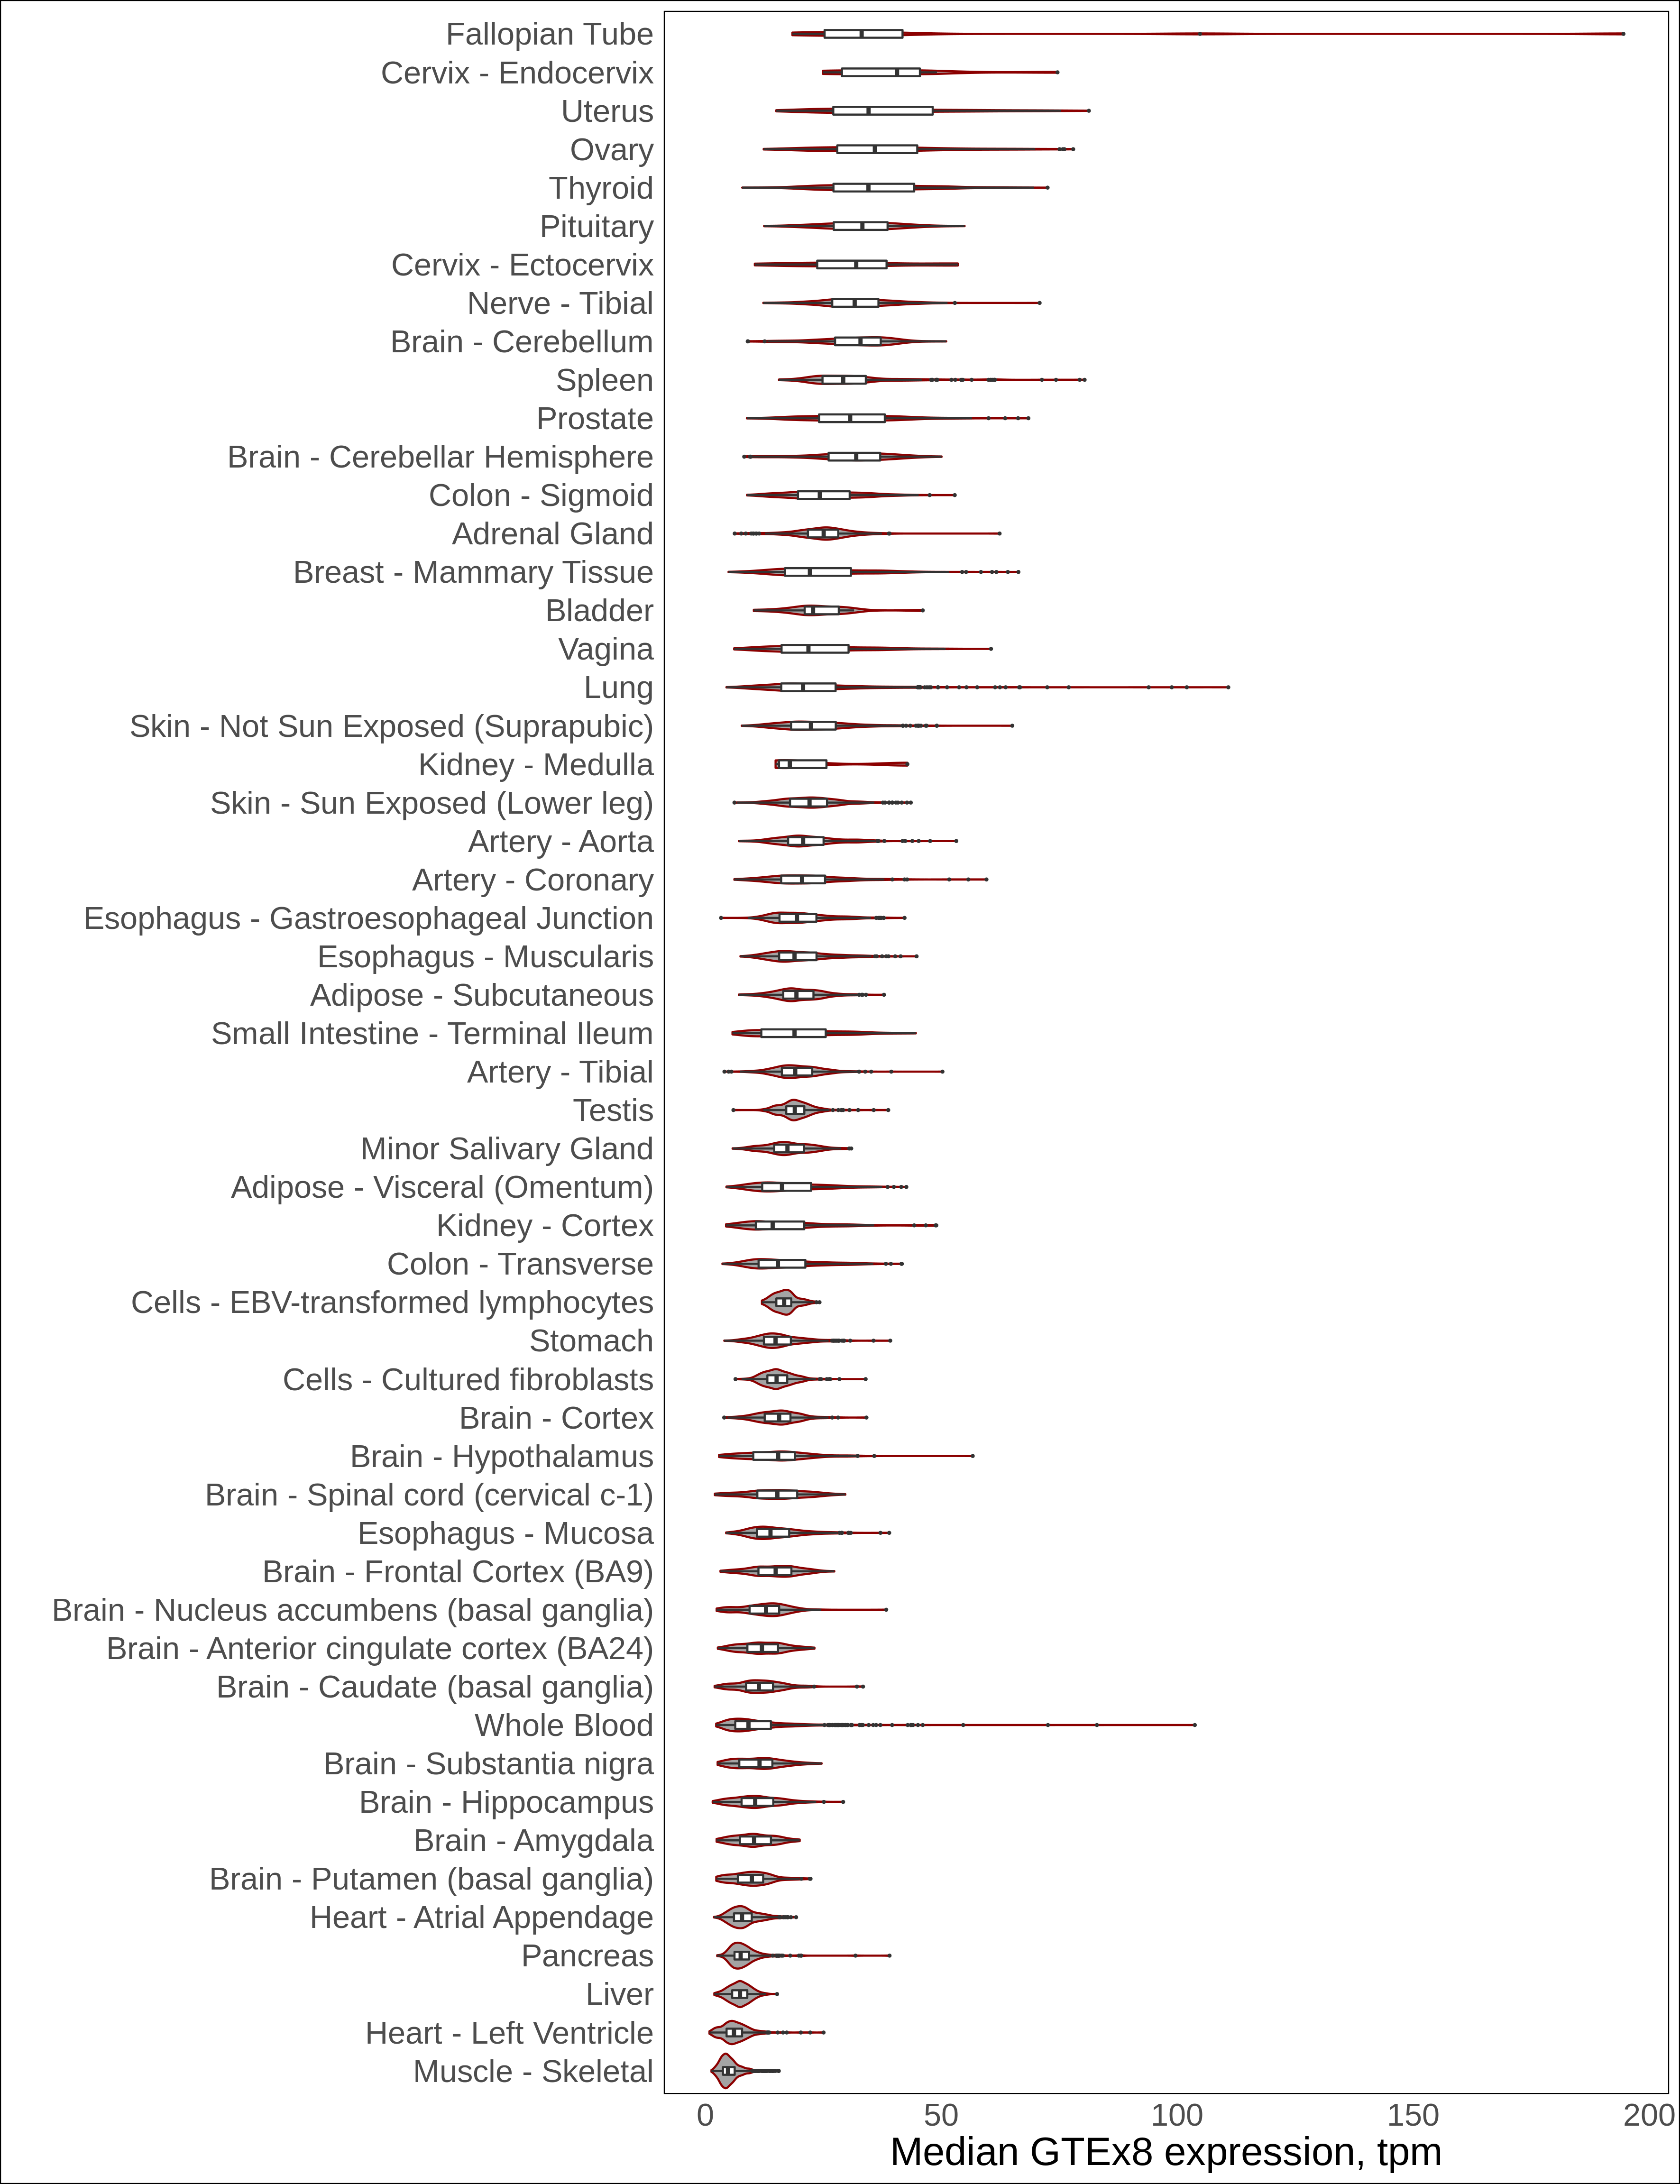 Fallopian Tube
Cervix - Endocervix
Uterus
Ovary
Thyroid
Pituitary
Cervix - Ectocervix
Nerve - Tibial
Brain - Cerebellum
Spleen
Prostate
Brain - Cerebellar Hemisphere
Colon - Sigmoid
Adrenal Gland
Breast - Mammary Tissue
Bladder
Vagina
Lung
Skin - Not Sun Exposed (Suprapubic)
Kidney - Medulla
Skin - Sun Exposed (Lower leg)
Artery - Aorta
Artery - Coronary
Esophagus - Gastroesophageal Junction
Esophagus - Muscularis
Adipose - Subcutaneous
Small Intestine - Terminal Ileum
Artery - Tibial
Testis
Minor Salivary Gland
Adipose - Visceral (Omentum)
Kidney - Cortex
Colon - Transverse
Cells - EBV-transformed lymphocytes
Stomach
Cells - Cultured fibroblasts
Brain - Cortex
Brain - Hypothalamus
Brain - Spinal cord (cervical c-1)
Esophagus - Mucosa
Brain - Frontal Cortex (BA9)
Brain - Nucleus accumbens (basal ganglia)
Brain - Anterior cingulate cortex (BA24)
Brain - Caudate (basal ganglia)
Whole Blood
Brain - Substantia nigra
Brain - Hippocampus
Brain - Amygdala
Brain - Putamen (basal ganglia)
Heart - Atrial Appendage
Pancreas
Liver
Heart - Left Ventricle
Muscle - Skeletal
0 50 100 150 200
Median GTEx8 expression, tpm